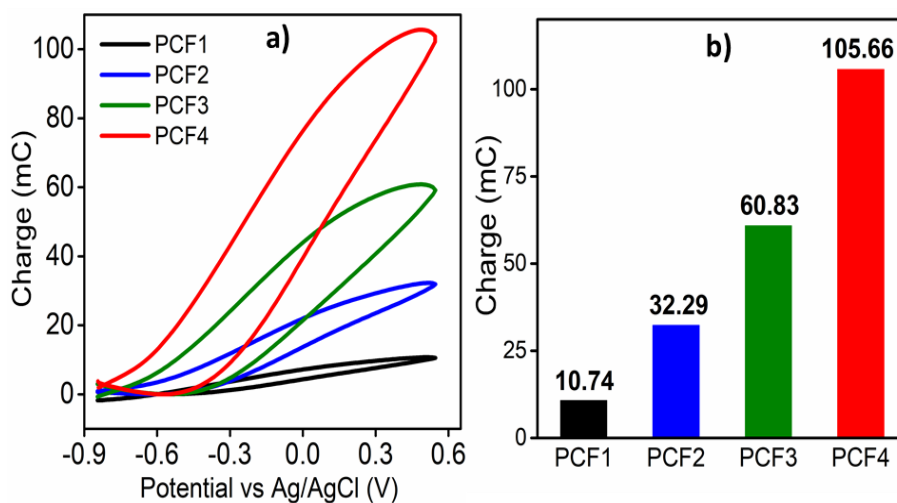 a)
PCF1
PCF2
PCF3
PCF4
Charge (mC)
100
80
60
40
20
0
-0.9 -0.6 -0.3 0.0 0.3 0.6
Potential vs Ag/AgCl (V)
b)
Charge (mC)
100
75
50
25
0
10.74
32.29
60.83
105.66
PCF1 PCF2 PCF3 PCF4